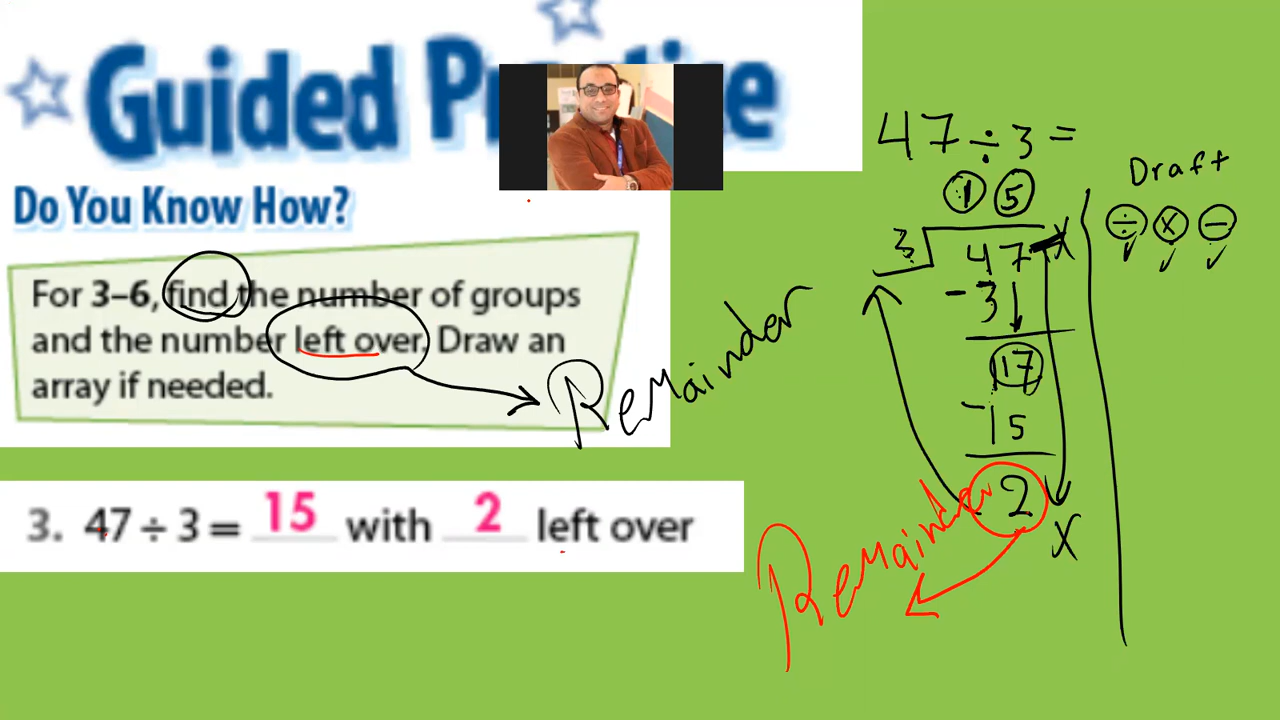 Guided Practice
Do You Know How?
For 3–6, find the number of groups
and the number left over. Draw an
array if needed.
Remainder
3. 47 ÷ 3 = 15 with 2 left over
47 ÷ 3 =
1 5
3 47 X
- 3
17
- 15
2
X
Remainder
Draft
÷ × −